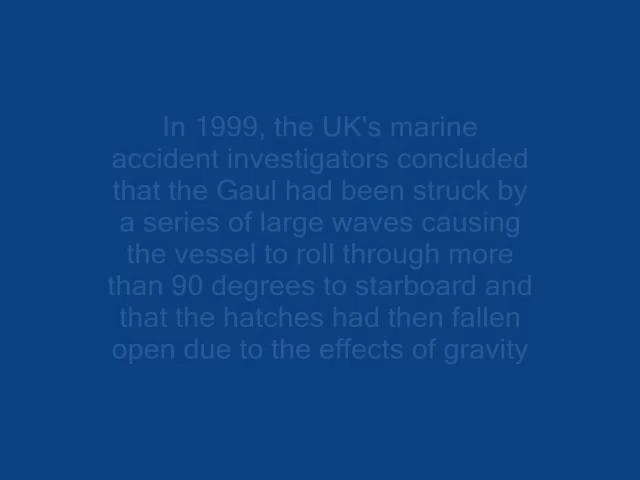 In 1999, the UK's marine
accident investigators concluded
that the Gaul had been struck by
a series of large waves causing
the vessel to roll through more
than 90 degrees to starboard and
that the hatches had then fallen
open due to the effects of gravity